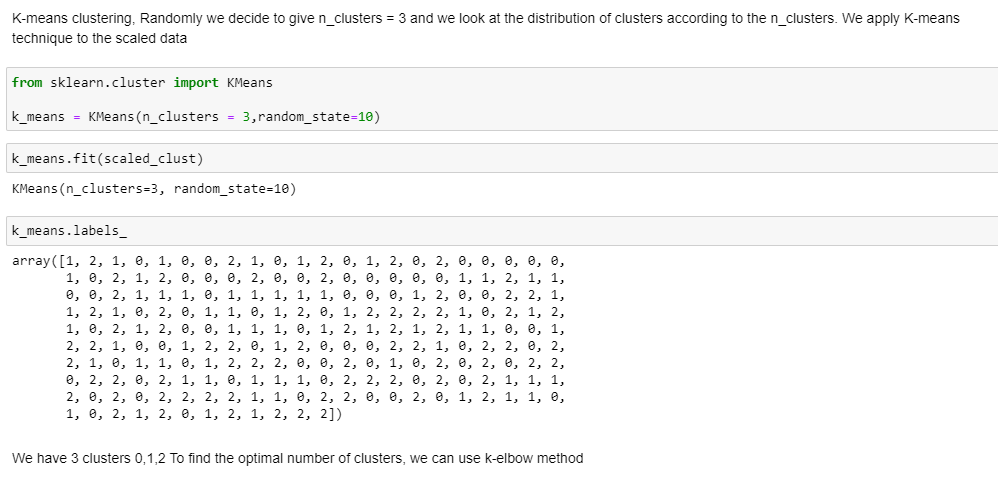 K-means clustering, Randomly we decide to give n_clusters = 3 and we look at the distribution of clusters according to the n_clusters. We apply K-means
technique to the scaled data
from sklearn.cluster import KMeans
k_means = KMeans(n_clusters = 3,random_state=10)
k_means.fit(scaled_clust)
KMeans(n_clusters=3, random_state=10)
k_means.labels_
array([1, 2, 1, 0, 1, 0, 0, 2, 1, 0, 1, 2, 0, 1, 2, 0, 2, 0, 0, 0, 0, 0,
1, 0, 2, 1, 2, 0, 0, 0, 2, 0, 0, 2, 0, 0, 0, 0, 0, 1, 1, 2, 1, 1,
0, 0, 2, 1, 1, 1, 0, 1, 1, 1, 1, 1, 0, 0, 0, 1, 2, 0, 0, 2, 2, 1,
1, 2, 1, 0, 2, 0, 1, 1, 0, 1, 2, 0, 1, 2, 2, 2, 2, 1, 0, 2, 1, 2,
1, 0, 2, 1, 2, 0, 0, 1, 1, 1, 0, 1, 2, 1, 2, 1, 2, 1, 1, 0, 0, 1,
2, 2, 1, 0, 0, 1, 2, 2, 0, 1, 2, 0, 0, 0, 2, 2, 1, 0, 2, 2, 0, 2,
2, 1, 0, 1, 1, 0, 1, 2, 2, 2, 0, 0, 2, 0, 1, 0, 2, 0, 2, 0, 2, 2,
0, 2, 2, 0, 2, 1, 1, 0, 1, 1, 1, 0, 2, 2, 2, 0, 2, 0, 2, 1, 1, 1,
2, 0, 2, 0, 2, 2, 2, 2, 1, 1, 0, 2, 2, 0, 0, 2, 0, 1, 2, 1, 1, 0,
1, 0, 2, 1, 2, 0, 1, 2, 1, 2, 2, 2])
We have 3 clusters 0,1,2 To find the optimal number of clusters, we can use k-elbow method